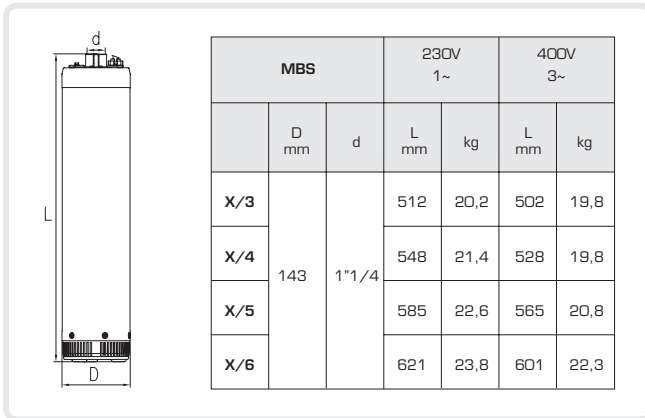 d
L
D
MBS 230V 400V
1~ 3~
D d L kg L kg
mm mm mm
X/3 512 20,2 502 19,8
X/4 548 21,4 528 19,8
143 1"1/4
X/5 585 22,6 565 20,8
X/6 621 23,8 601 22,3